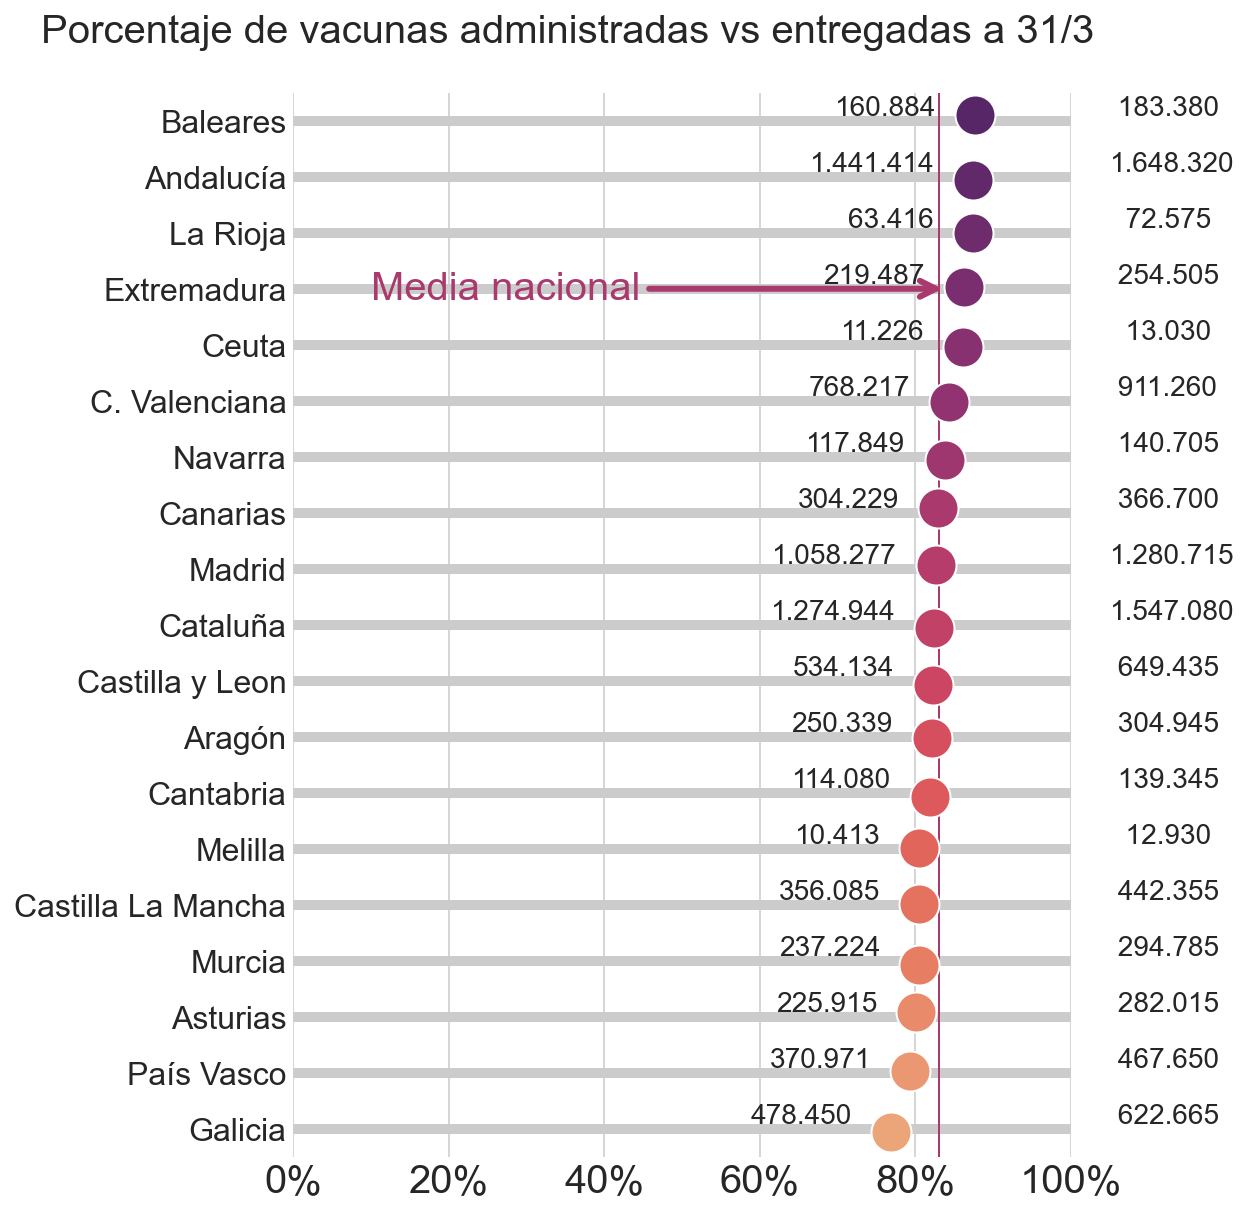 Porcentaje de vacunas administradas vs entregadas a 31/3
Baleares 160.884 183.380
Andalucía 1.441.414 1.648.320
La Rioja 63.416 72.575
Extremadura Media nacional 219.487 254.505
Ceuta 11.226 13.030
C. Valenciana 768.217 911.260
Navarra 117.849 140.705
Canarias 304.229 366.700
Madrid 1.058.277 1.280.715
Cataluña 1.274.944 1.547.080
Castilla y Leon 534.134 649.435
Aragón 250.339 304.945
Cantabria 114.080 139.345
Melilla 10.413 12.930
Castilla La Mancha 356.085 442.355
Murcia 237.224 294.785
Asturias 225.915 282.015
País Vasco 370.971 467.650
Galicia 478.450 622.665
0% 20% 40% 60% 80% 100%